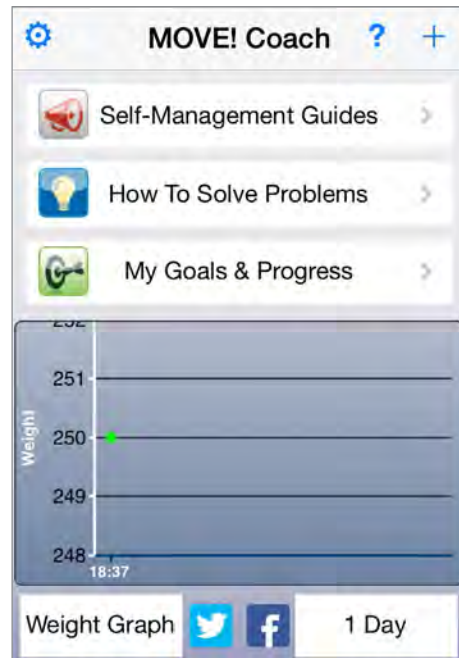 MOVE! Coach ? +
Self-Management Guides >
How To Solve Problems >
My Goals & Progress >
252
251
Weight
250
249
248
18:37
Weight Graph
1 Day